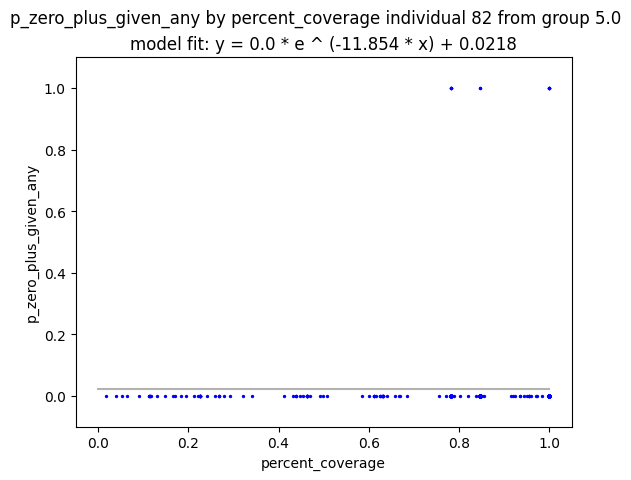 p_zero_plus_given_any by percent_coverage individual 82 from group 5.0
model fit: y = 0.0 * e ^ (-11.854 * x) + 0.0218
1.0
0.8
0.6
0.4
0.2
0.0
p_zero_plus_given_any
0.0 0.2 0.4 0.6 0.8 1.0
percent_coverage